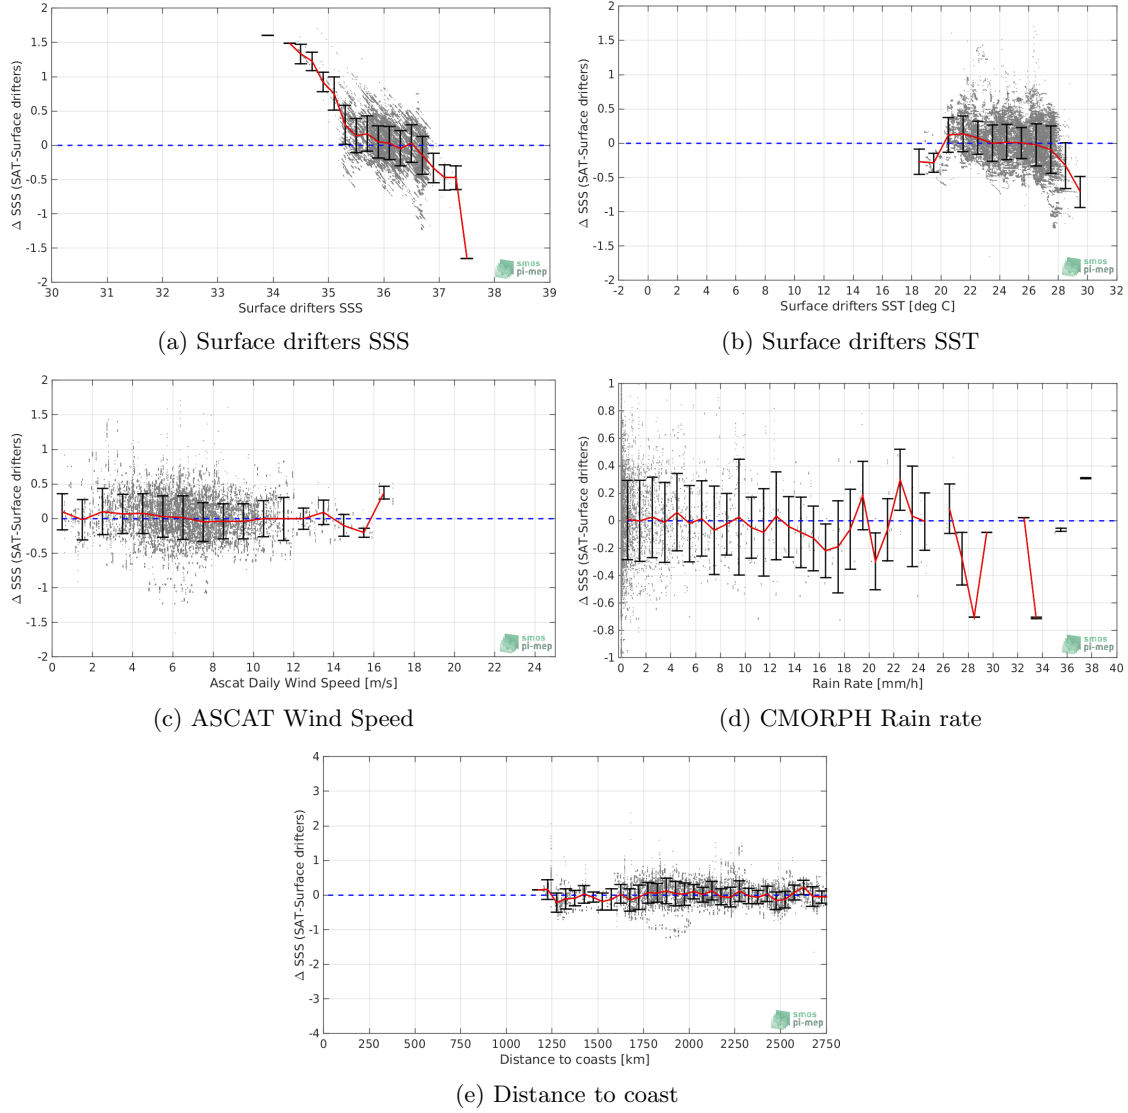 2
1.5
1
0.5
0
-0.5
-1
-1.5
-2
Δ SSS (SAT-Surface drifters)
30 31 32 33 34 35 36 37 38 39
Surface drifters SSS
smos
pi-mep
(a) Surface drifters SSS
2
1.5
1
0.5
0
-0.5
-1
-1.5
-2
Δ SSS (SAT-Surface drifters)
-2 0 2 4 6 8 10 12 14 16 18 20 22 24 26 28 30 32
Surface drifters SST [deg C]
smos
pi-mep
(b) Surface drifters SST
2
1.5
1
0.5
0
-0.5
-1
-1.5
-2
Δ SSS (SAT-Surface drifters)
0 2 4 6 8 10 12 14 16 18 20 22 24
Ascat Daily Wind Speed [m/s]
smos
pi-mep
(c) ASCAT Wind Speed
1
0.8
0.6
0.4
0.2
0
-0.2
-0.4
-0.6
-0.8
-1
Δ SSS (SAT-Surface drifters)
0 2 4 6 8 10 12 14 16 18 20 22 24 26 28 30 32 34 36 38 40
Rain Rate [mm/h]
smos
pi-mep
(d) CMORPH Rain rate
4
3
2
1
0
-1
-2
-3
-4
Δ SSS (SAT-Surface drifters)
0 250 500 750 1000 1250 1500 1750 2000 2250 2500 2750
Distance to coasts [km]
smos
pi-mep
(e) Distance to coast